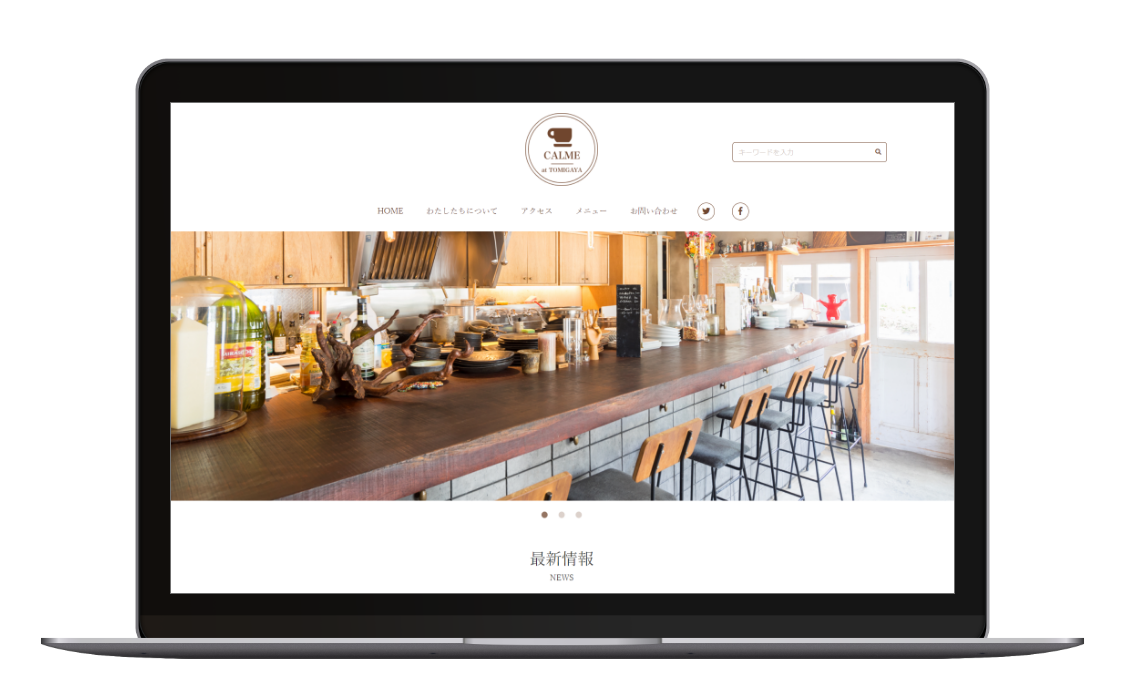 CALME
at TOMIGAYA
キーワードを入力
HOME わたしたちについて アクセス メニュー お問い合わせ
最新情報
NEWS